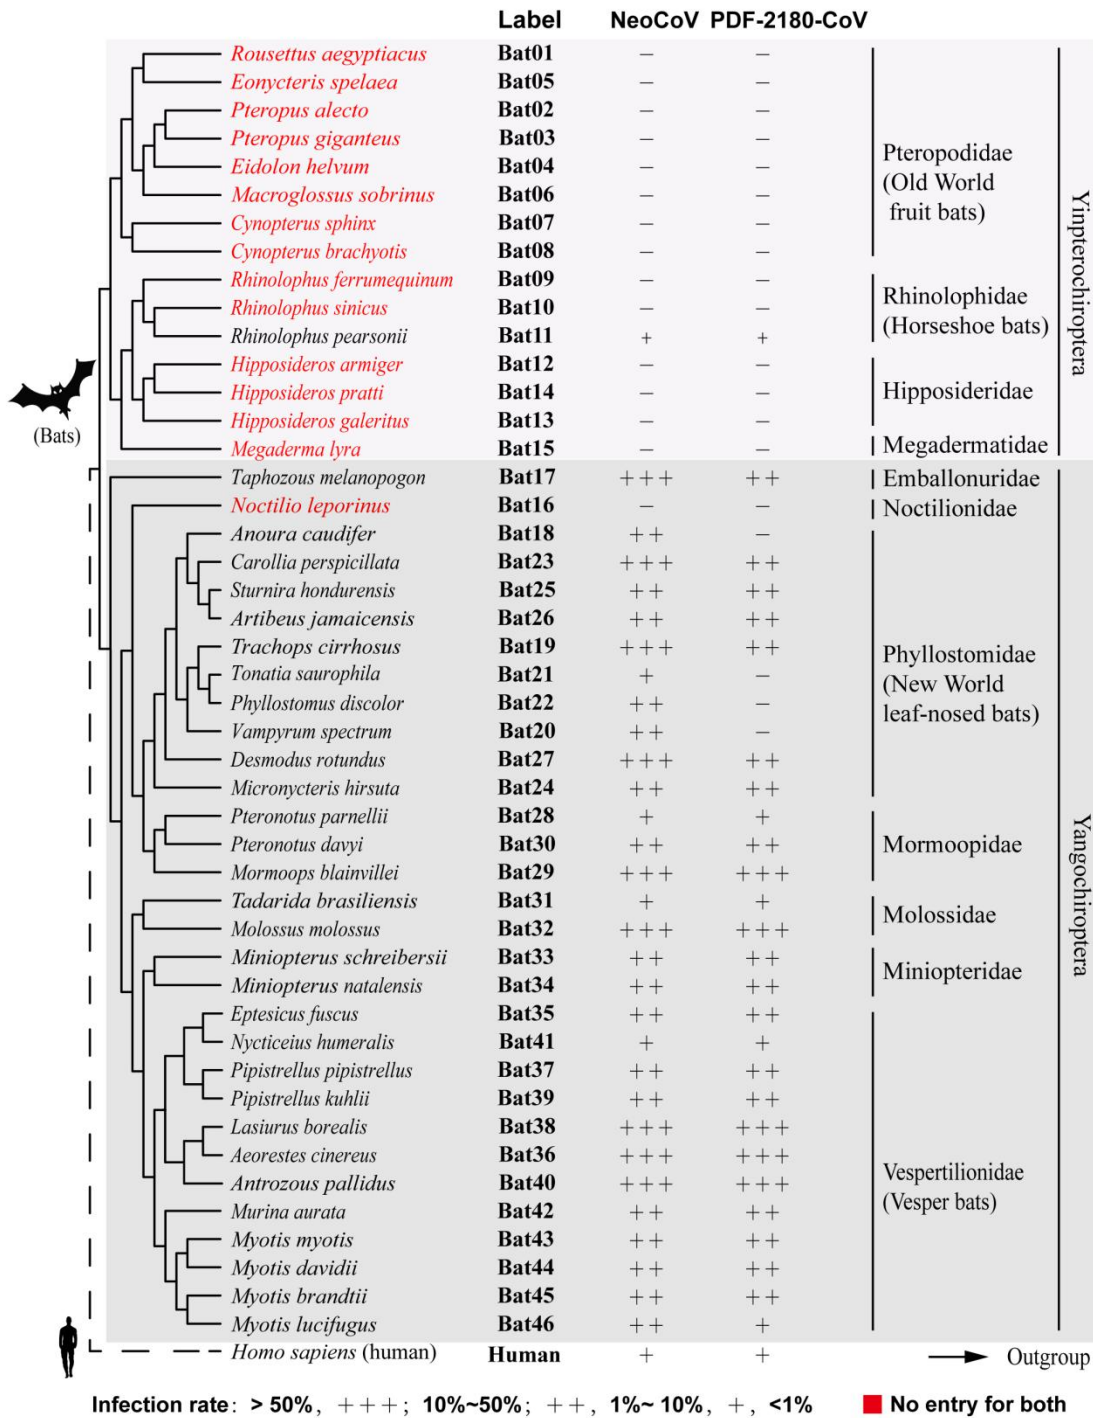 Label NeoCoV PDF-2180-CoV
Rousettus aegyptiacus Bat01 – –
Eonycteris spelaea Bat05 – –
Pteropus alecto Bat02 – –
Pteropus giganteus Bat03 – –
Eidolon helvum Bat04 – –
Macroglossus sobrinus Bat06 – –
Cynopterus sphinx Bat07 – –
Cynopterus brachyotis Bat08 – –
Pteropodidae
(Old World
fruit bats)
Rhinolophus ferrumequinum Bat09 – –
Rhinolophus sinicus Bat10 – –
Rhinolophus pearsonii Bat11 + +
Rhinolophidae
(Horseshoe bats)
Hipposideros armiger Bat12 – –
Hipposideros pratti Bat14 – –
Hipposideros galeritus Bat13 – –
Hipposideridae
Megaderma lyra Bat15 – – Megadermatidae
Yinpterochiroptera
(Bats)
Taphozous melanopogon Bat17 +++ ++ Emballonuridae
Noctilio leporinus Bat16 – – Noctilionidae
Anoura caudifer Bat18 ++ –
Carollia perspicillata Bat23 +++ ++
Sturnira hondurensis Bat25 ++ ++
Artibeus jamaicensis Bat26 ++ ++
Trachops cirrhosus Bat19 +++ ++
Tonatia saurophila Bat21 + –
Phyllostomus discolor Bat22 ++ –
Vampyrum spectrum Bat20 ++ –
Desmodus rotundus Bat27 +++ ++
Micronycteris hirsuta Bat24 ++ ++
Phyllostomidae
(New World
leaf-nosed bats)
Pteronotus parnellii Bat28 + +
Pteronotus davyi Bat30 ++ ++
Mormoops blainvillei Bat29 +++ +++
Mormoopidae
Tadarida brasiliensis Bat31 + +
Molossus molossus Bat32 +++ +++
Molossidae
Miniopterus schreibersii Bat33 ++ ++
Miniopterus natalensis Bat34 ++ ++
Miniopteridae
Eptesicus fuscus Bat35 ++ ++
Nycticeius humeralis Bat41 + +
Pipistrellus pipistrellus Bat37 ++ ++
Pipistrellus kuhlii Bat39 ++ ++
Lasiurus borealis Bat38 +++ +++
Aeorestes cinereus Bat36 +++ +++
Antrozous pallidus Bat40 +++ +++
Murina aurata Bat42 ++ ++
Myotis myotis Bat43 ++ ++
Myotis davidii Bat44 ++ ++
Myotis brandtii Bat45 ++ ++
Myotis lucifugus Bat46 ++ +
Vespertilionidae
(Vesper bats)
Yangochiroptera
Homo sapiens (human) Human + + Outgroup
Infection rate: > 50%, +++; 10%~50%; ++, 1%~ 10%, +, <1% No entry for both